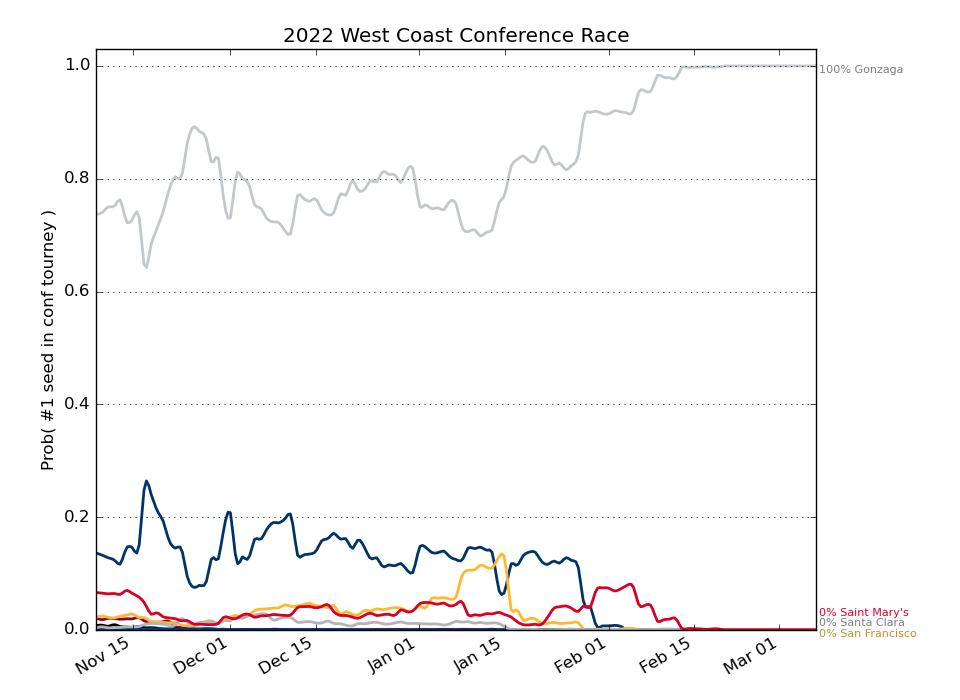 2022 West Coast Conference Race
Prob( #1 seed in conf tourney )
1.0
0.8
0.6
0.4
0.2
0.0
Nov 15
Dec 01
Dec 15
Jan 01
Jan 15
Feb 01
Feb 15
Mar 01
100% Gonzaga
0% Saint Mary's
0% Santa Clara
0% San Francisco